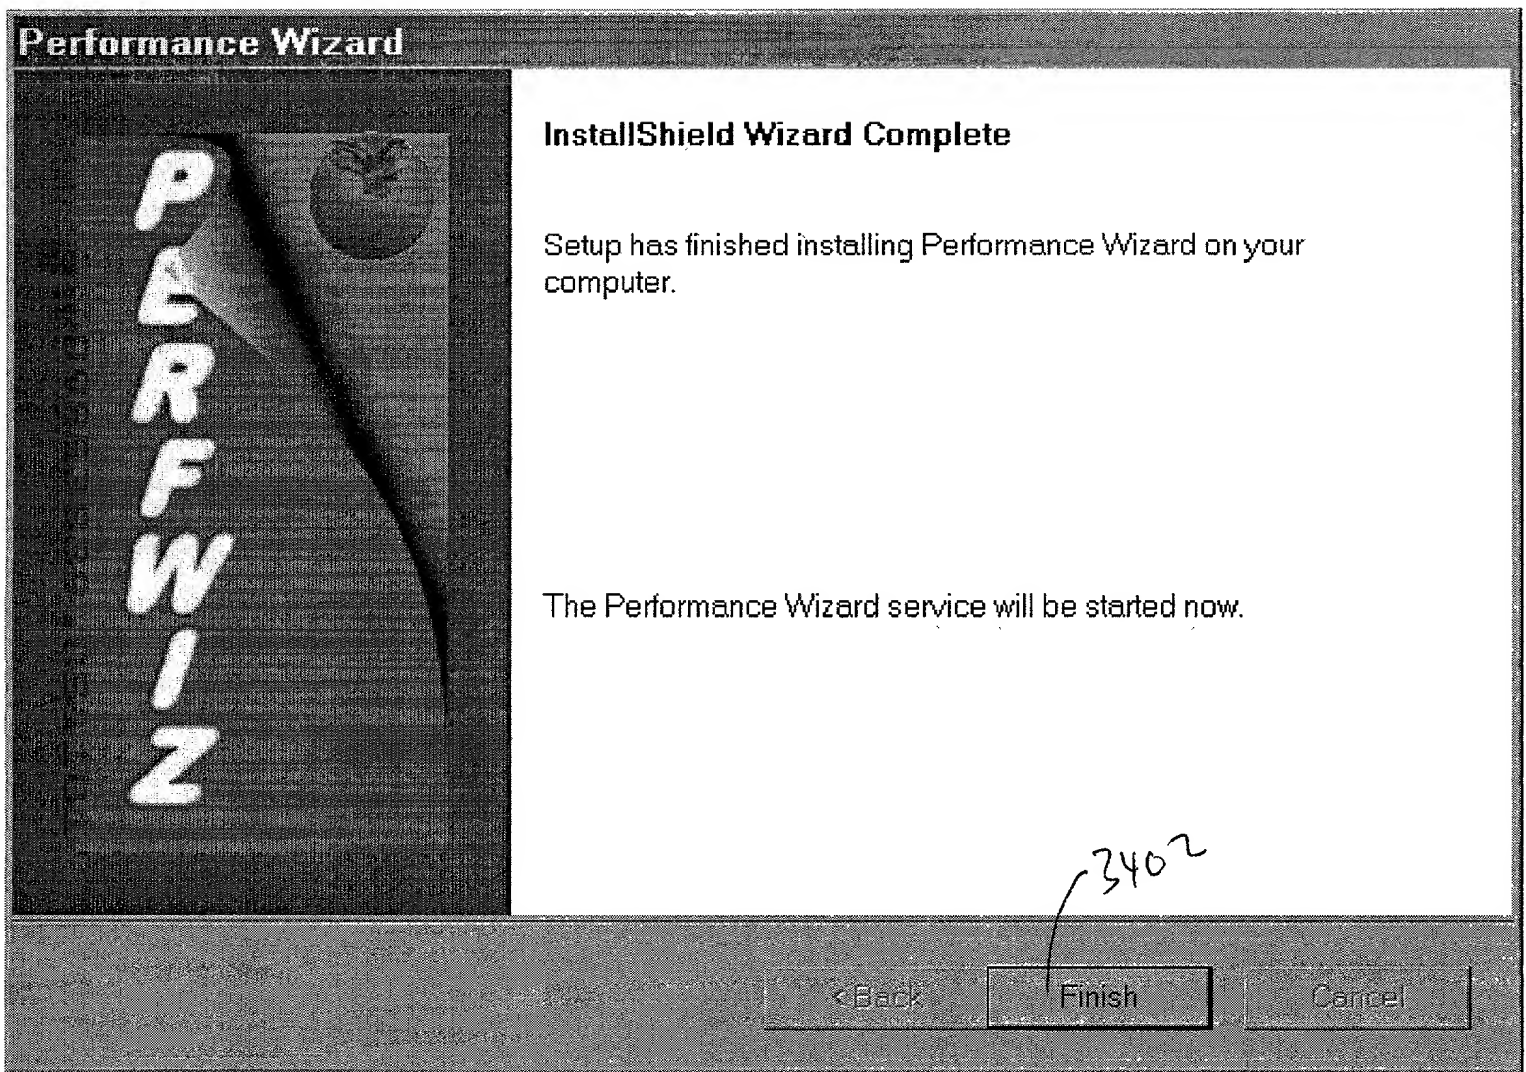 Performance Wizard
P
E
R
F
W
I
Z
InstallShield Wizard Complete
Setup has finished installing Performance Wizard on your
computer.
The Performance Wizard service will be started now.
3402
< Back
Finish
Cancel